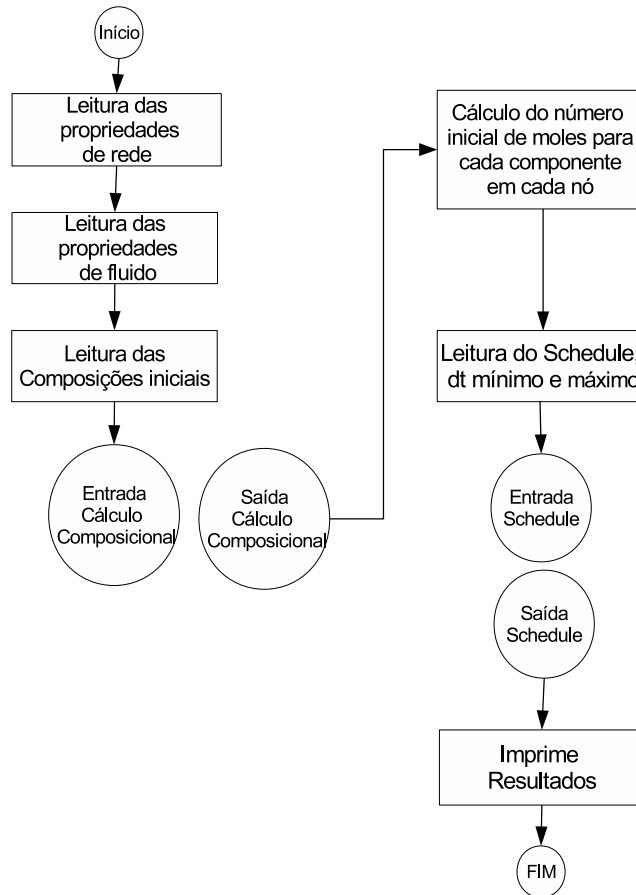 Início
Leitura das
propriedades
de rede
Leitura das
propriedades
de fluido
Leitura das
Composições iniciais
Entrada
Cálculo
Composicional
Saída
Cálculo
Composicional
Cálculo do número
inicial de moles para
cada componente
em cada nó
Leitura do Schedule,
dt mínimo e máximo
Entrada
Schedule
Saída
Schedule
Imprime
Resultados
FIM